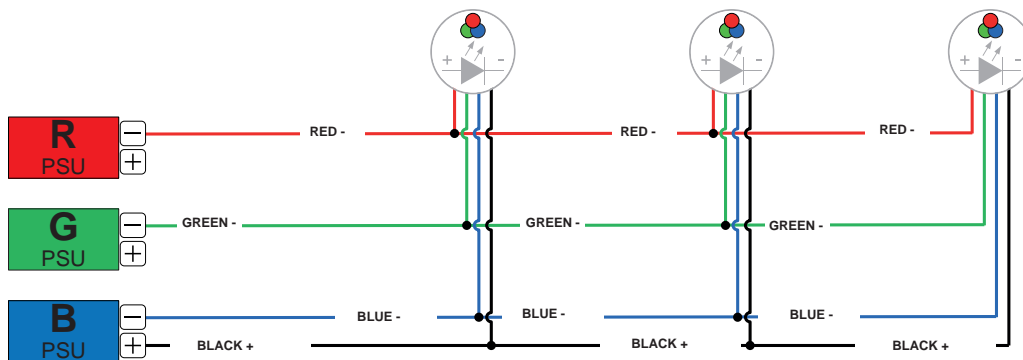 + -
+ -
+ -
R
PSU
−
+
RED -
RED -
RED -
G
PSU
−
+
GREEN -
GREEN -
GREEN -
B
PSU
−
+
BLUE -
BLUE -
BLUE -
BLACK +
BLACK +
BLACK +